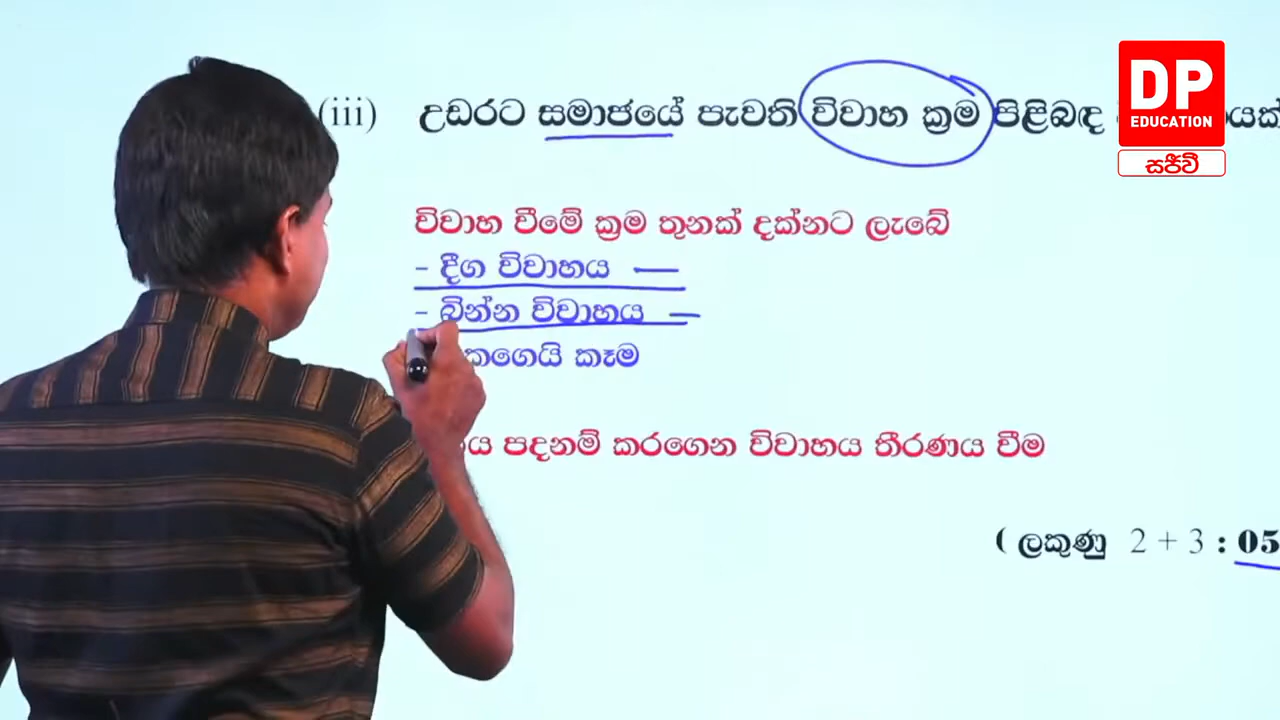 (iii) උඩරට සමාජයේ පැවති විවාහ ක්‍රම පිළිබඳ
DP
EDUCATION
සජීවී
විවාහ වීමේ ක්‍රම තුනක් දක්නට ලැබේ
- දීග විවාහය
- බින්න විවාහය
කගෙයි කෑම
ය පදනම් කරගෙන විවාහය තීරණය වීම
( ලකුණු 2 + 3 : 05